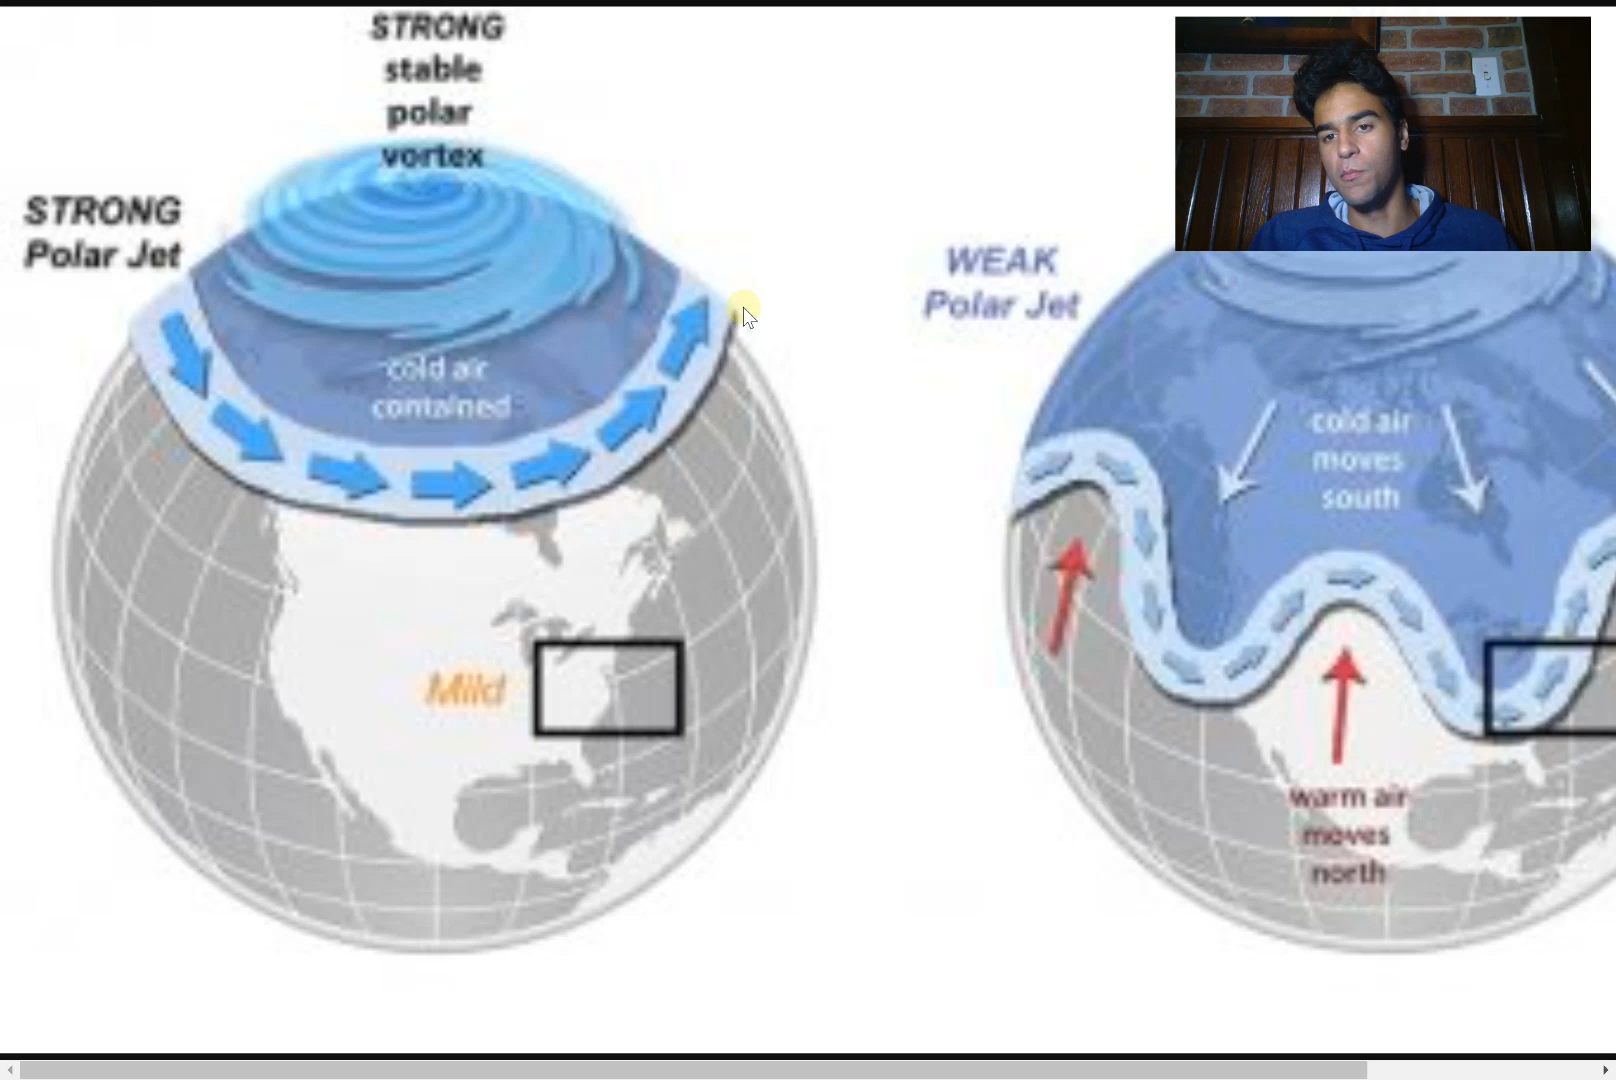 STRONG
stable
polar
vortex
STRONG
Polar Jet
cold air
contained
Mild
WEAK
Polar Jet
cold air
moves
south
warm air
moves
north